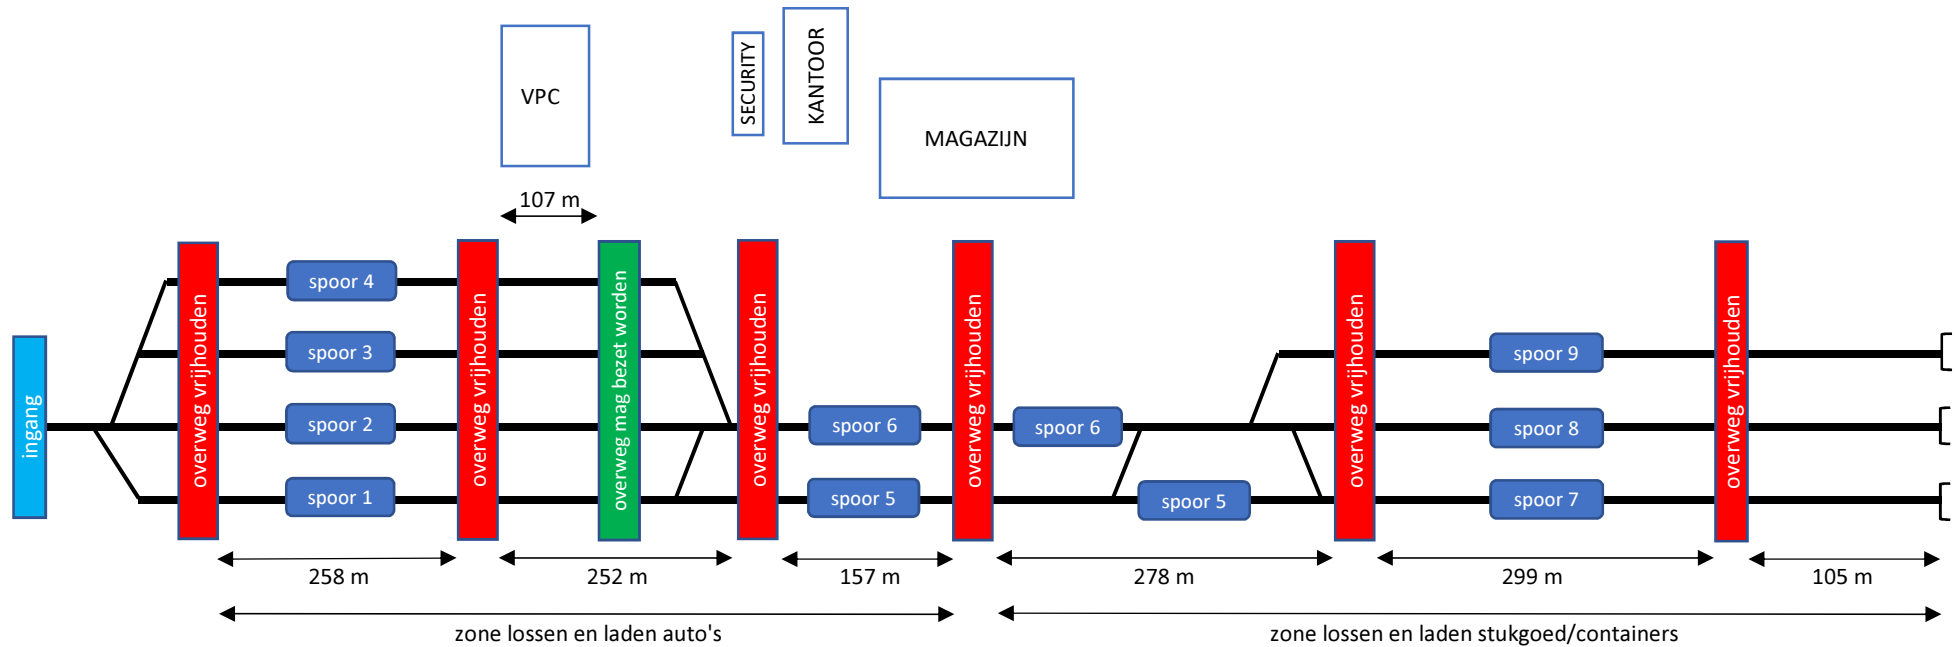 VPC
SECURITY
KANTOOR
MAGAZIJN
107 m
ingang
overweg vrijhouden
spoor 4
spoor 3
spoor 2
spoor 1
overweg vrijhouden
overweg mag bezet worden
overweg vrijhouden
spoor 6
spoor 5
overweg vrijhouden
spoor 6
spoor 5
overweg vrijhouden
spoor 9
spoor 8
spoor 7
overweg vrijhouden
258 m
252 m
157 m
278 m
299 m
105 m
zone lossen en laden auto's
zone lossen en laden stukgoed/containers